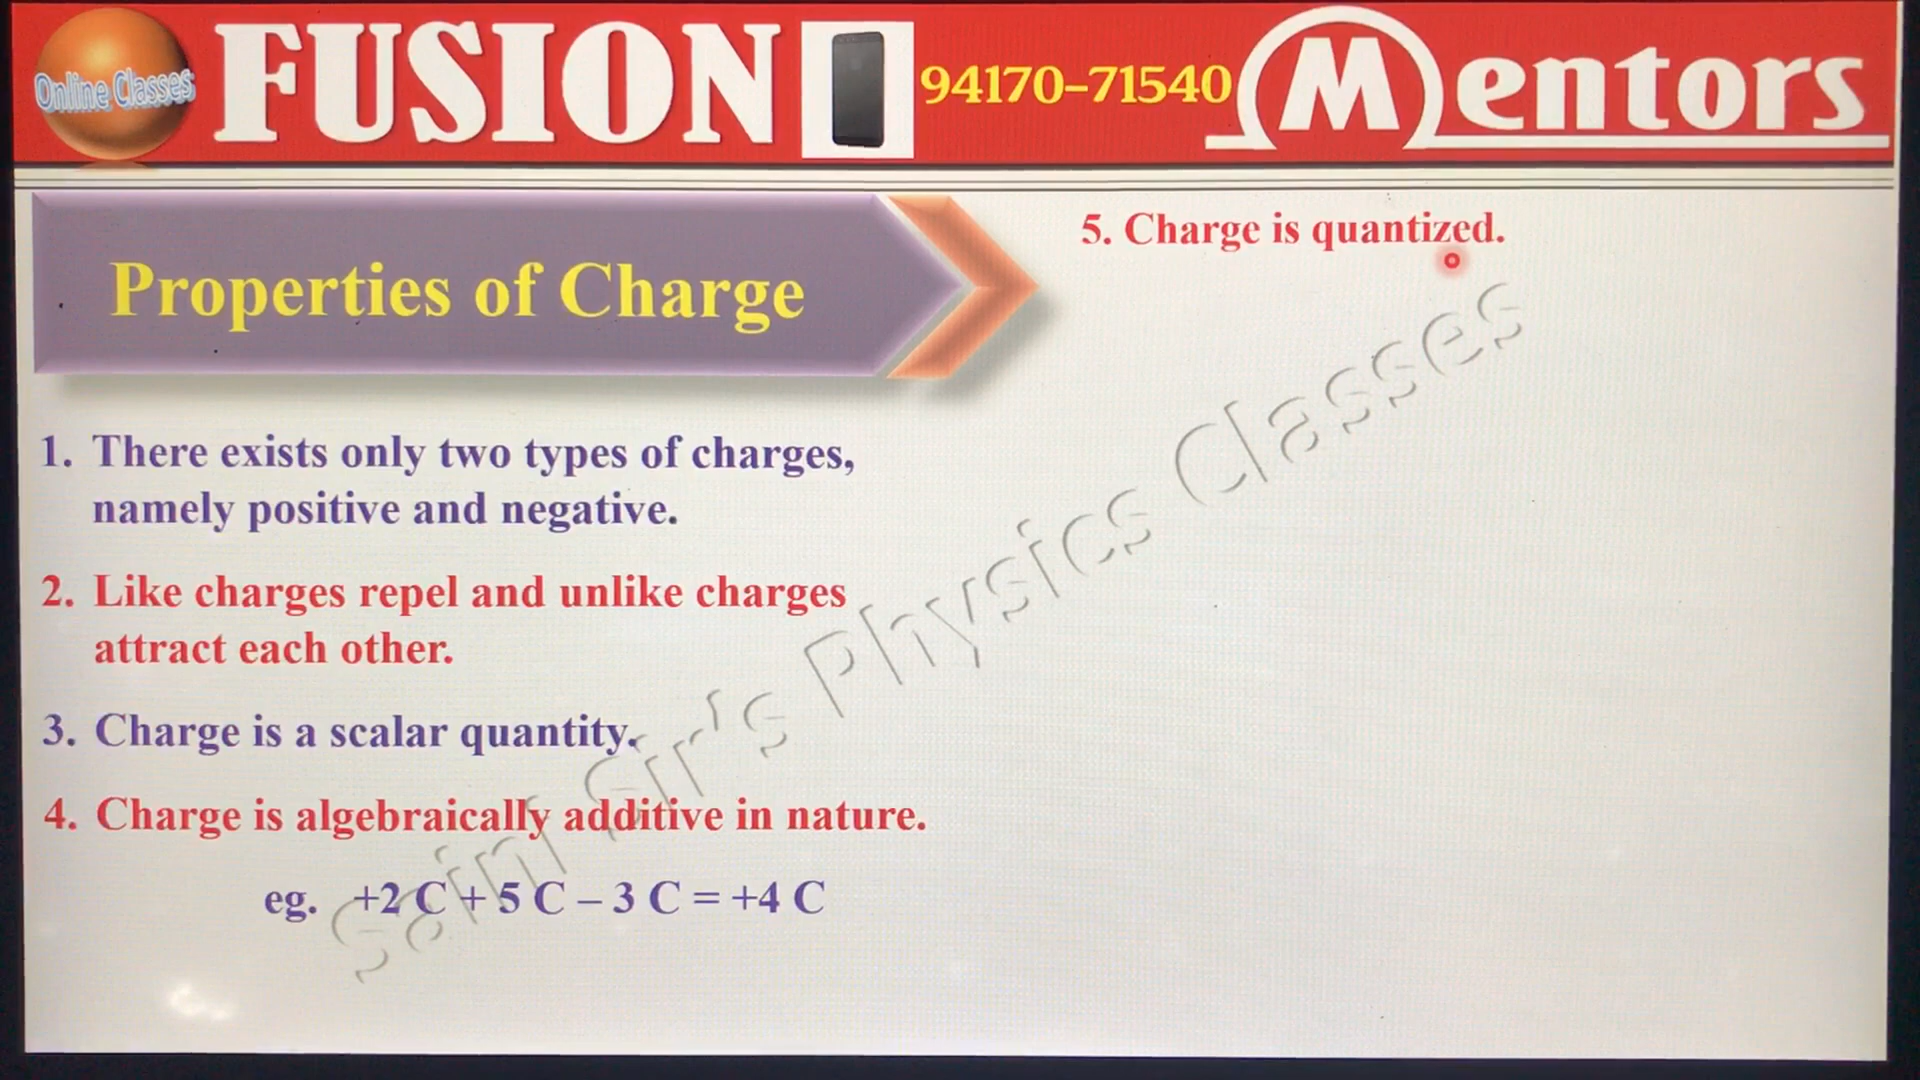 Online Classes
FUSION
94170-71540
Mentors
Properties of Charge
1. There exists only two types of charges,
namely positive and negative.
2. Like charges repel and unlike charges
attract each other.
3. Charge is a scalar quantity.
4. Charge is algebraically additive in nature.
eg. +2 C + 5 C – 3 C = +4 C
5. Charge is quantized.
Saini Sir's Physics Classes